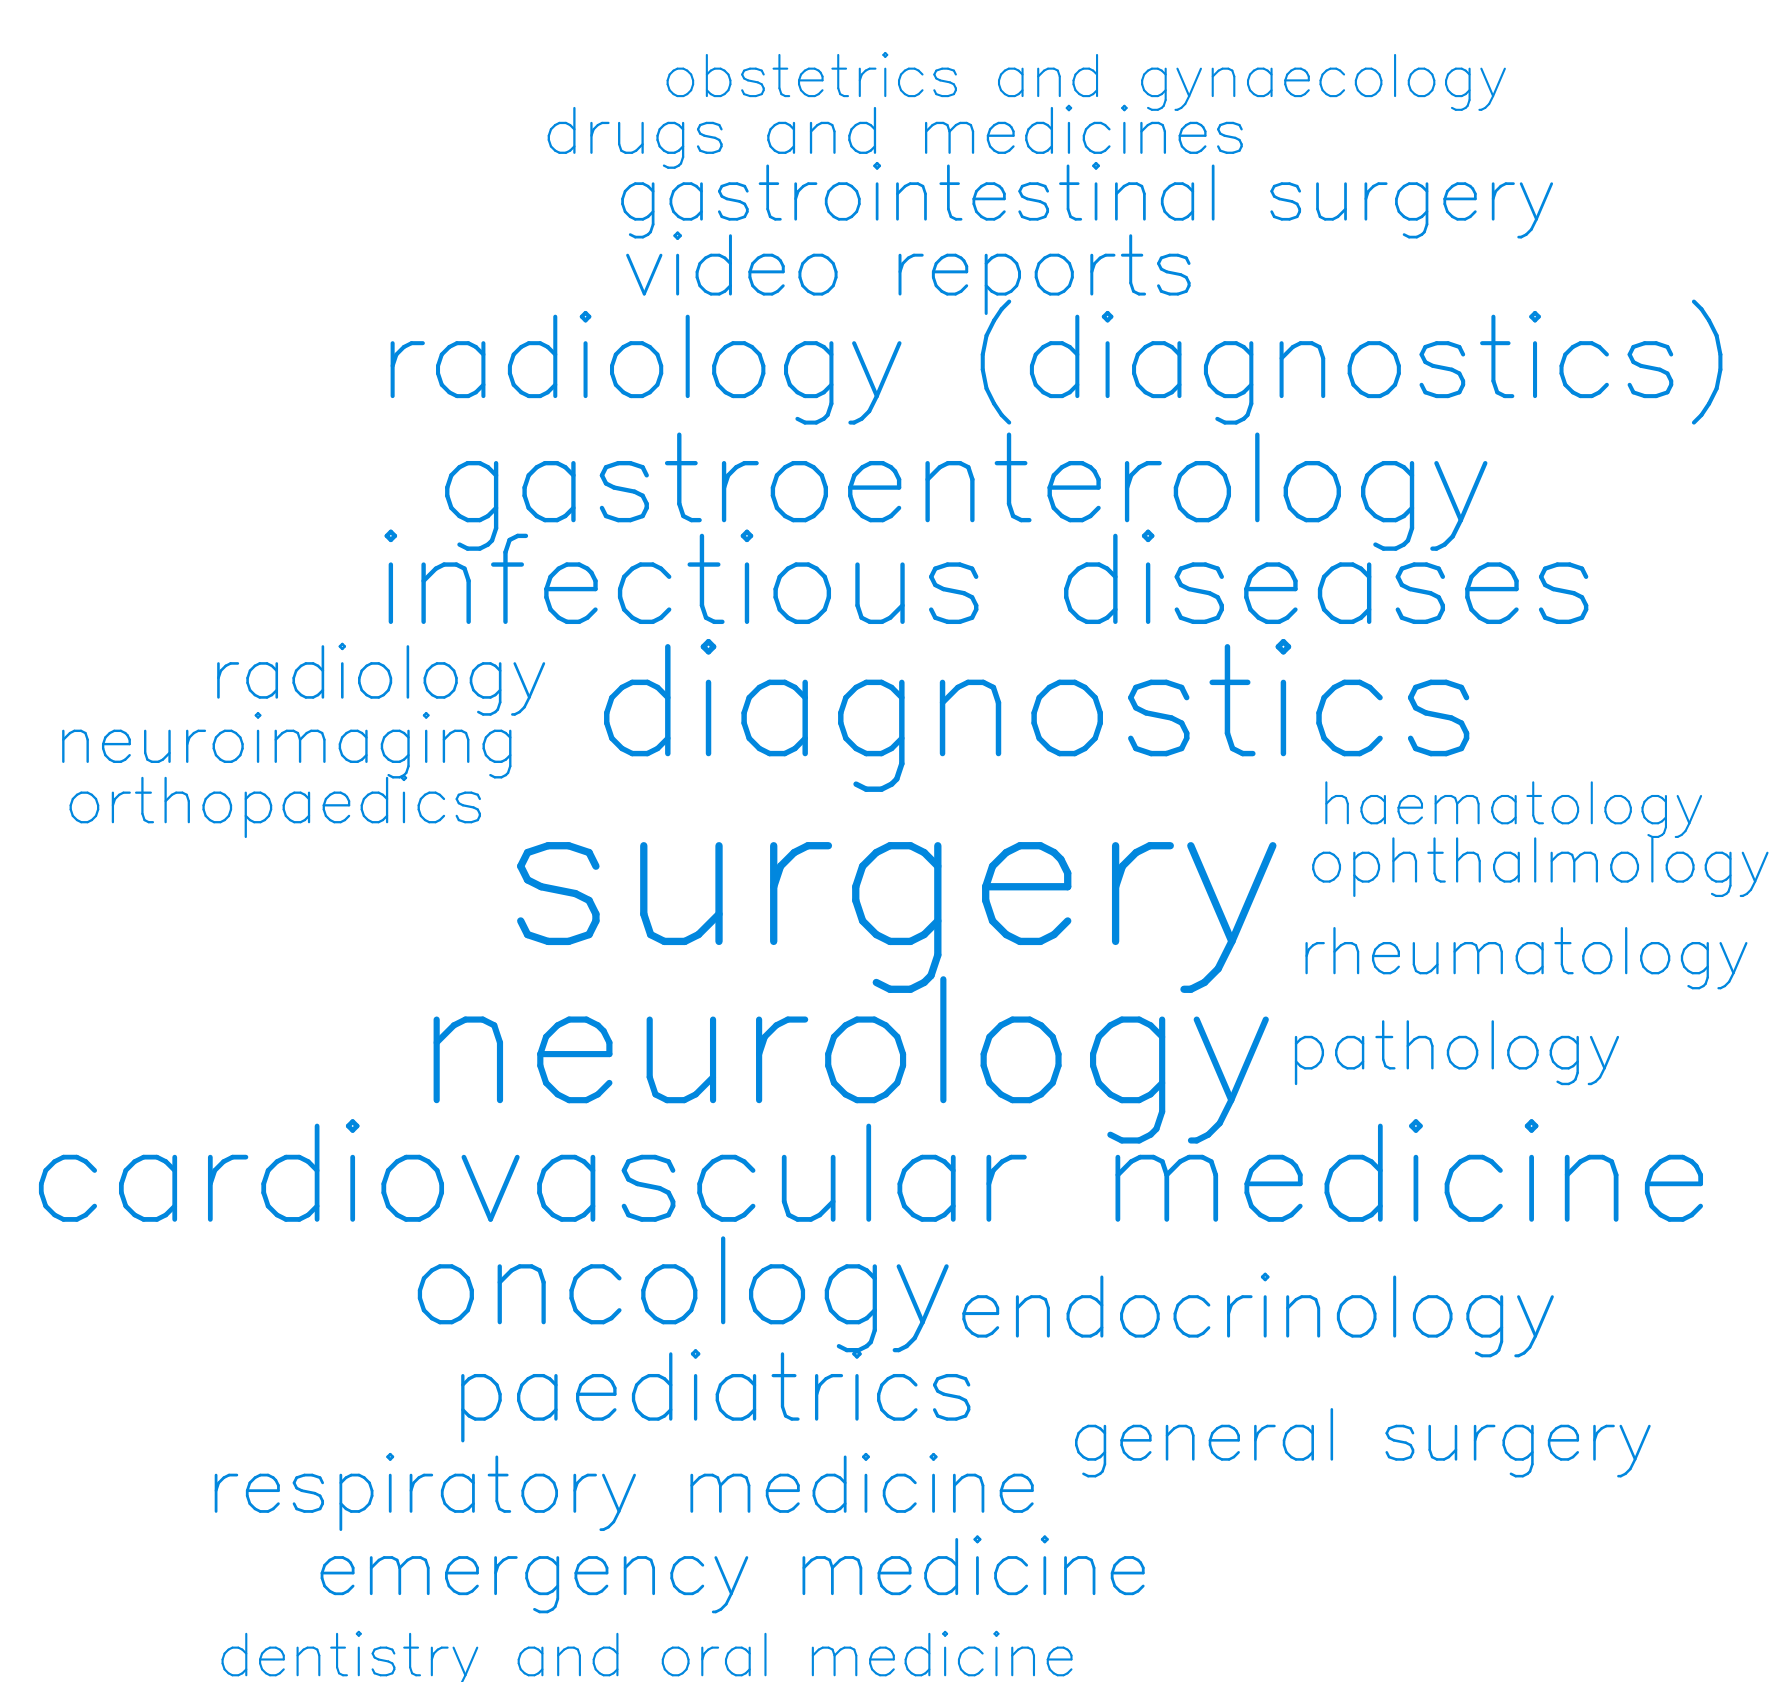 obstetrics and gynaecology
drugs and medicines
gastrointestinal surgery
video reports
radiology (diagnostics)
gastroenterology
infectious diseases
radiology
diagnostics
neuroimaging
orthopaedics
haematology
surgery
ophthalmology
rheumatology
neurology
pathology
cardiovascular medicine
oncology
endocrinology
paediatrics
general surgery
respiratory medicine
emergency medicine
dentistry and oral medicine